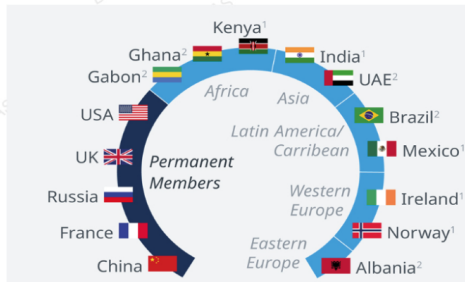 Kenya¹
Ghana²
India¹
Gabon²
UAE²
Africa
Asia
USA
Brazil²
Latin America/
Carribean
Mexico¹
UK
Permanent
Members
Western
Europe
Ireland¹
Russia
France
Norway¹
Eastern
Europe
China
Albania²